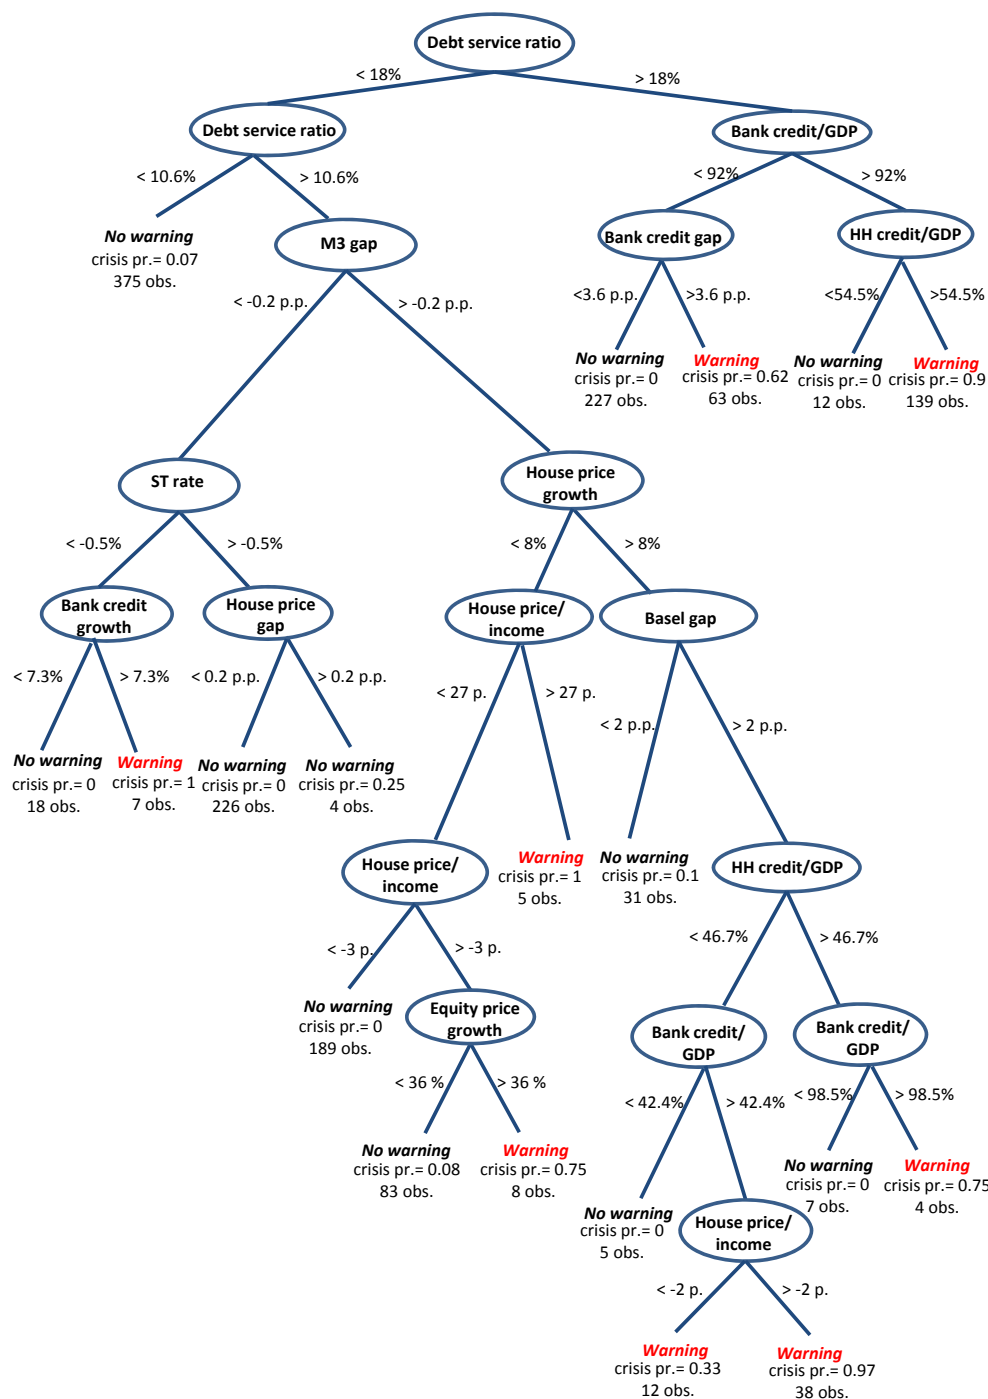 Debt service ratio
< 18%
> 18%
Debt service ratio
Bank credit/GDP
< 10.6%
> 10.6%
< 92%
> 92%
No warning
crisis pr.= 0.07
375 obs.
M3 gap
Bank credit gap
HH credit/GDP
< -0.2 p.p.
> -0.2 p.p.
<3.6 p.p.
>3.6 p.p.
<54.5%
>54.5%
No warning
crisis pr.= 0
227 obs.
Warning
crisis pr.= 0.62
63 obs.
No warning
crisis pr.= 0
12 obs.
Warning
crisis pr.= 0.9
139 obs.
ST rate
House price
growth
< -0.5%
> -0.5%
< 8%
> 8%
Bank credit
growth
House price
gap
House price/
income
Basel gap
< 7.3%
> 7.3%
< 0.2 p.p.
> 0.2 p.p.
< 27 p.
> 27 p.
< 2 p.p.
> 2 p.p.
No warning
crisis pr.= 0
18 obs.
Warning
crisis pr.= 1
7 obs.
No warning
crisis pr.= 0
226 obs.
No warning
crisis pr.= 0.25
4 obs.
House price/
income
Warning
crisis pr.= 1
5 obs.
No warning
crisis pr.= 0.1
31 obs.
HH credit/GDP
< -3 p.
> -3 p.
< 46.7%
> 46.7%
No warning
crisis pr.= 0
189 obs.
Equity price
growth
Bank credit/
GDP
Bank credit/
GDP
< 36 %
> 36 %
< 42.4%
> 42.4%
< 98.5%
> 98.5%
No warning
crisis pr.= 0.08
83 obs.
Warning
crisis pr.= 0.75
8 obs.
No warning
crisis pr.= 0
5 obs.
House price/
income
No warning
crisis pr.= 0
7 obs.
Warning
crisis pr.= 0.75
4 obs.
< -2 p.
> -2 p.
Warning
crisis pr.= 0.33
12 obs.
Warning
crisis pr.= 0.97
38 obs.